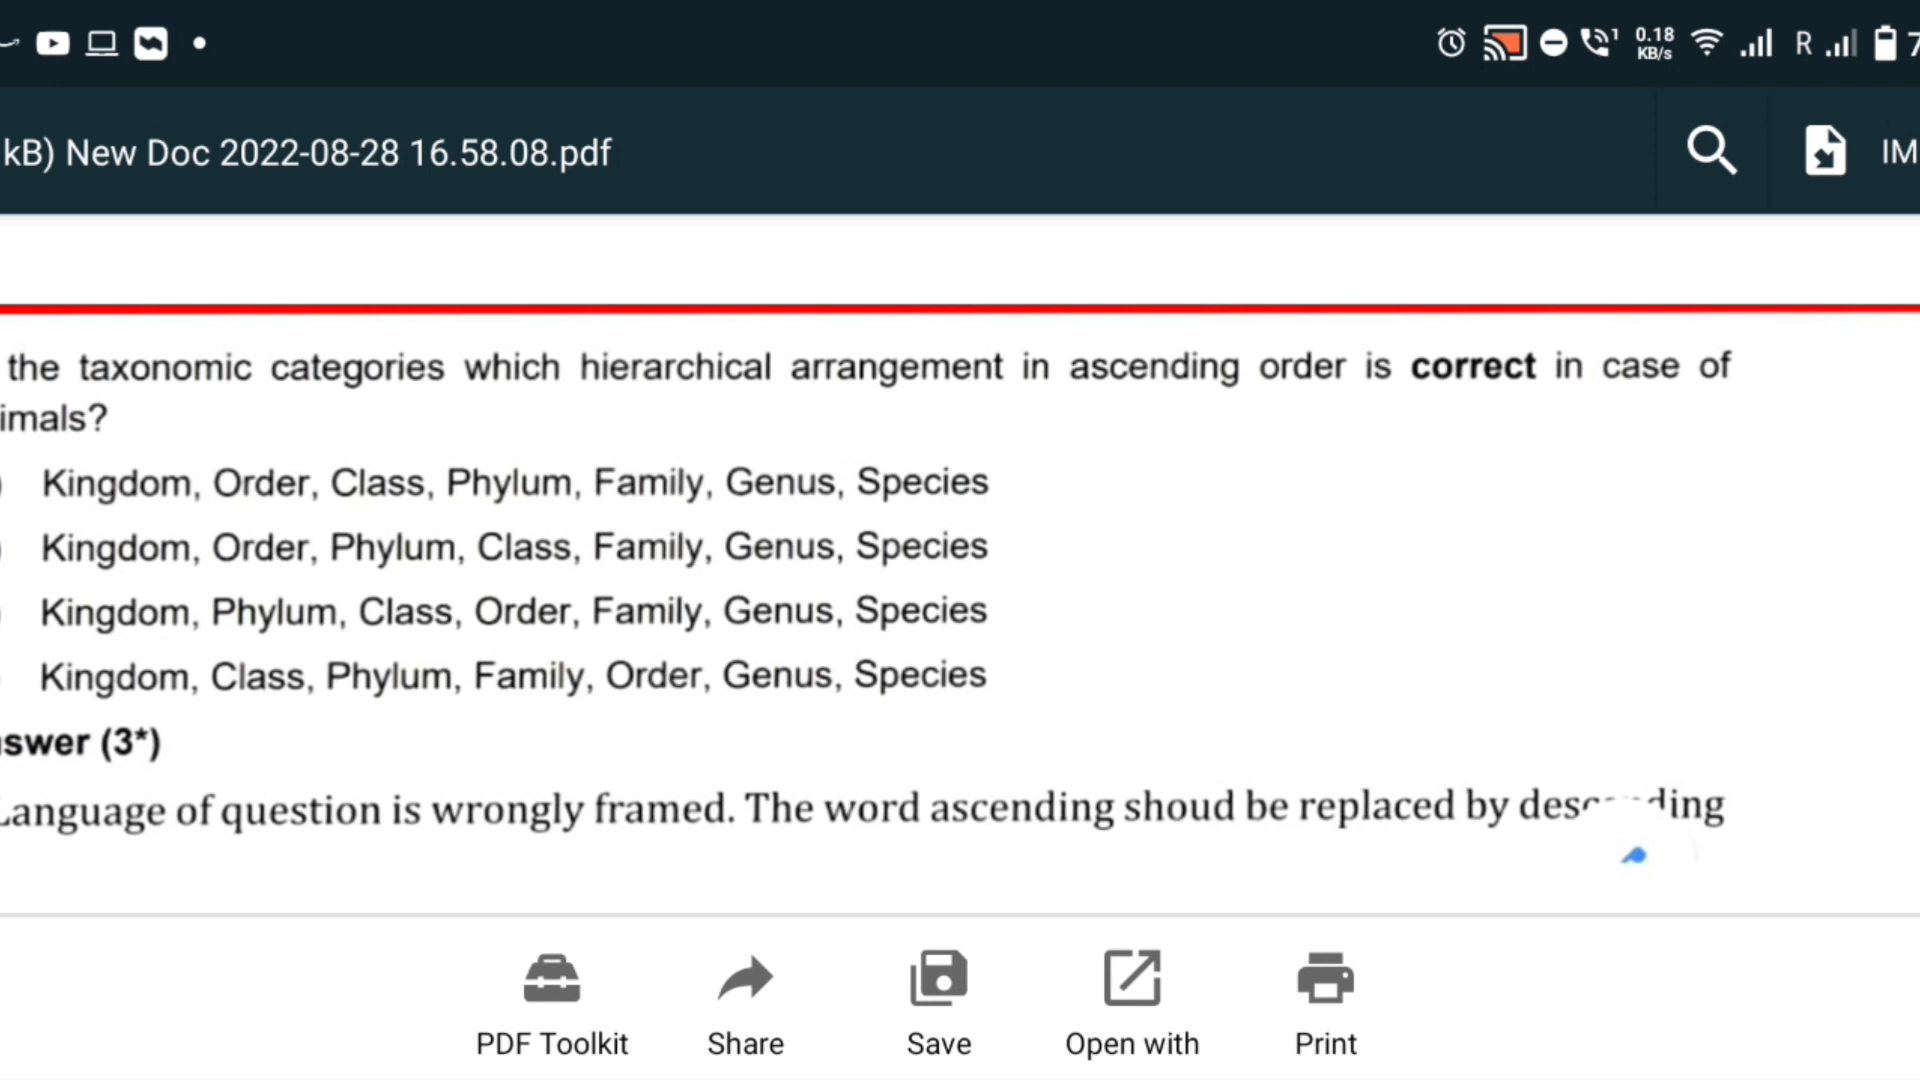 0.18
KB/s
R
7
kB) New Doc 2022-08-28 16.58.08.pdf
IM
the taxonomic categories which hierarchical arrangement in ascending order is correct in case of
imals?
Kingdom, Order, Class, Phylum, Family, Genus, Species
Kingdom, Order, Phylum, Class, Family, Genus, Species
Kingdom, Phylum, Class, Order, Family, Genus, Species
Kingdom, Class, Phylum, Family, Order, Genus, Species
swer (3*)
Language of question is wrongly framed. The word ascending shoud be replaced by
PDF Toolkit
Share
Save
Open with
Print